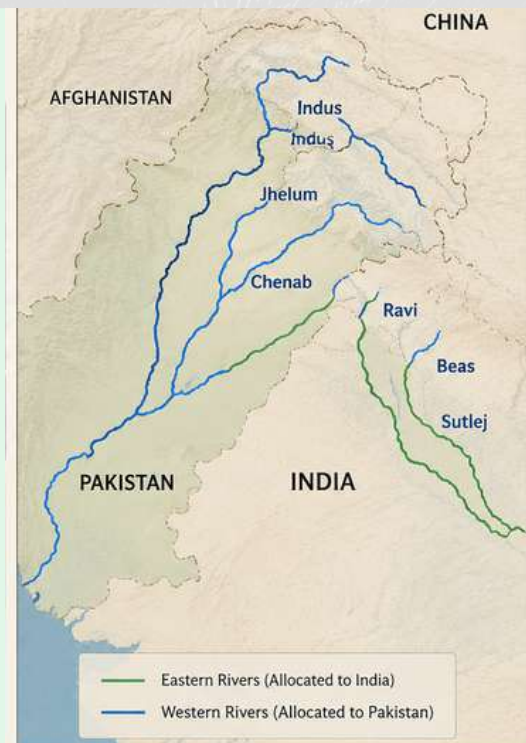 CHINA
AFGHANISTAN
Indus
Indus
Jhelum
Chenab
Ravi
Beas
Sutlej
PAKISTAN
INDIA
Eastern Rivers (Allocated to India)
Western Rivers (Allocated to Pakistan)